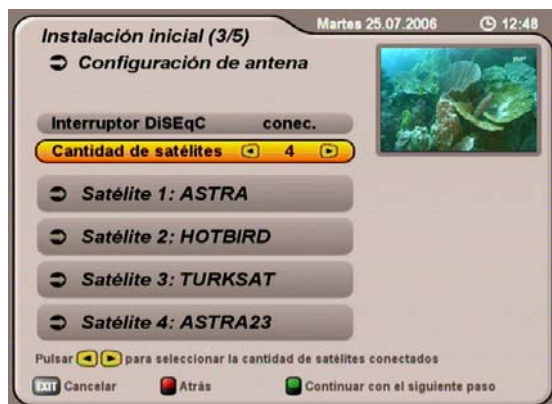 Martes 25.07.2006 12:48
Instalación inicial (3/5)
Configuración de antena
Interruptor DiSEqC conec.
Cantidad de satélites 4
Satélite 1: ASTRA
Satélite 2: HOTBIRD
Satélite 3: TURKSAT
Satélite 4: ASTRA23
Pulsar para seleccionar la cantidad de satélites conectados
EXIT Cancelar Atrás Continuar con el siguiente paso